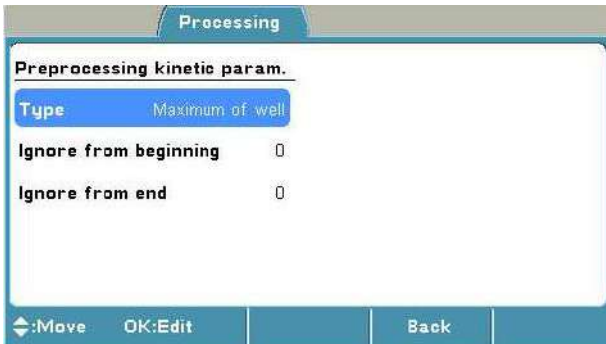 Processing
Preprocessing kinetic param.
Type Maximum of well
Ignore from beginning 0
Ignore from end 0
:Move OK:Edit Back